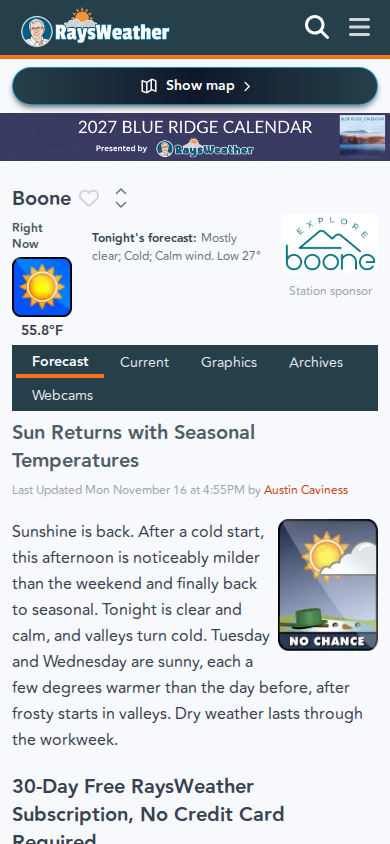 RaysWeather
Show map
2027 BLUE RIDGE CALENDAR
Presented by RaysWeather
Boone
Right
Now
55.8°F
Tonight's forecast: Mostly
clear; Cold; Calm wind. Low 27°
EXPLORE
boone
Station sponsor
Forecast Current Graphics Archives
Webcams
Sun Returns with Seasonal
Temperatures
Last Updated Mon November 16 at 4:55PM by Austin Caviness
Sunshine is back. After a cold start,
this afternoon is noticeably milder
than the weekend and finally back
to seasonal. Tonight is clear and
calm, and valleys turn cold. Tuesday
and Wednesday are sunny, each a
few degrees warmer than the day before, after
frosty starts in valleys. Dry weather lasts through
the workweek.
NO CHANCE
30-Day Free RaysWeather
Subscription, No Credit Card
Required